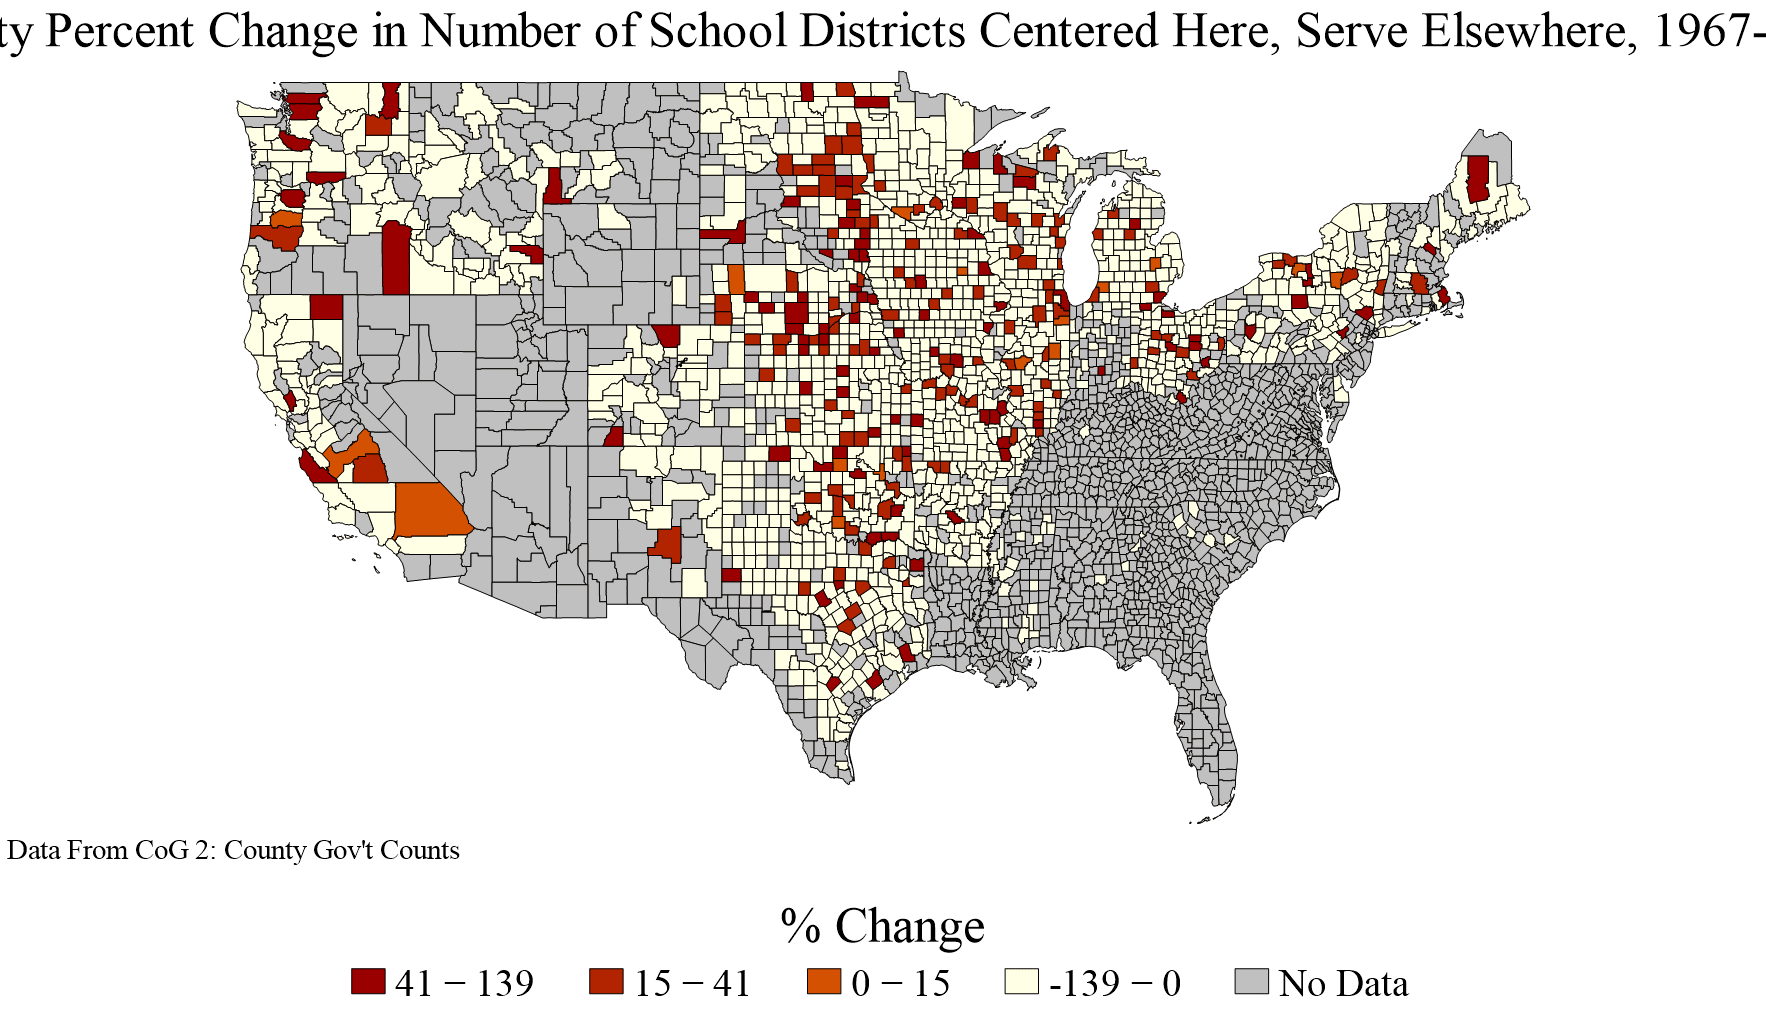 ty Percent Change in Number of School Districts Centered Here, Serve Elsewhere, 1967-
Data From CoG 2: County Gov't Counts
% Change
41 – 139 15 – 41 0 – 15 -139 – 0 No Data